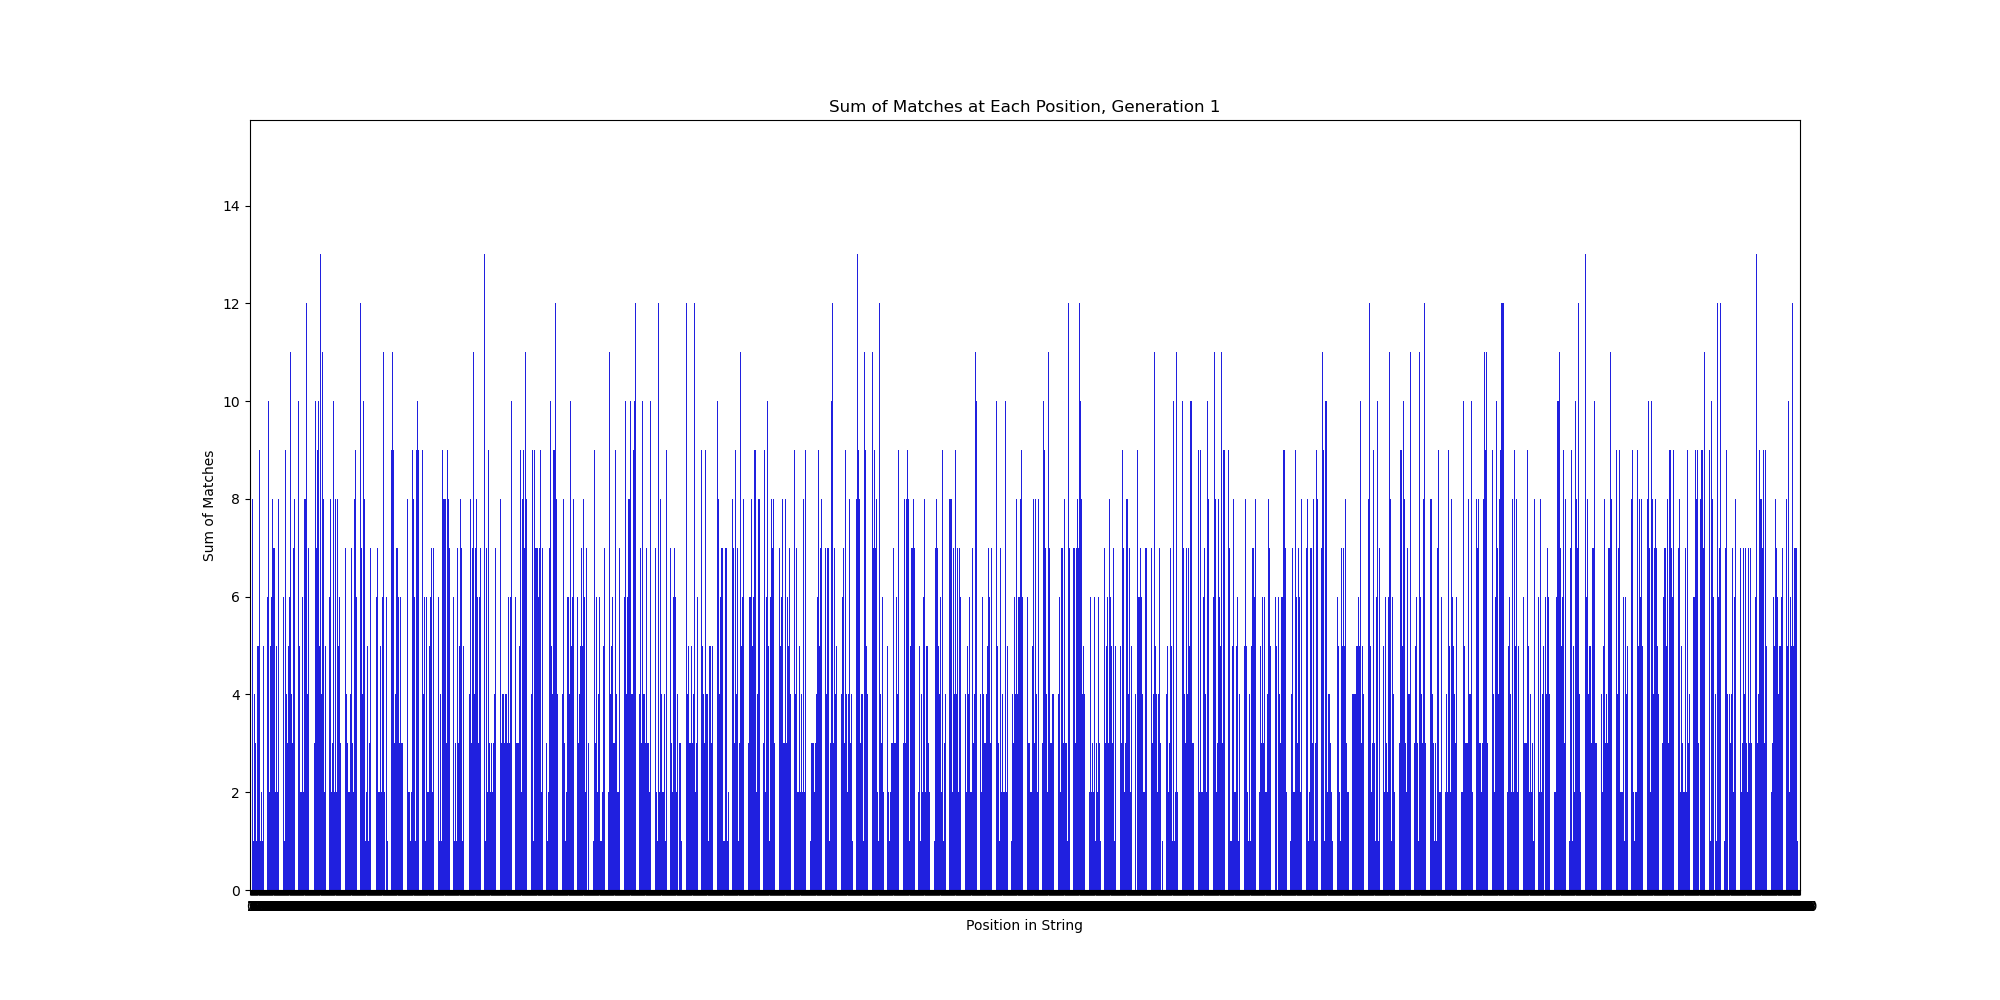 Sum of Matches at Each Position, Generation 1
14
12
10
8
6
4
2
0
Sum of Matches
Position in String